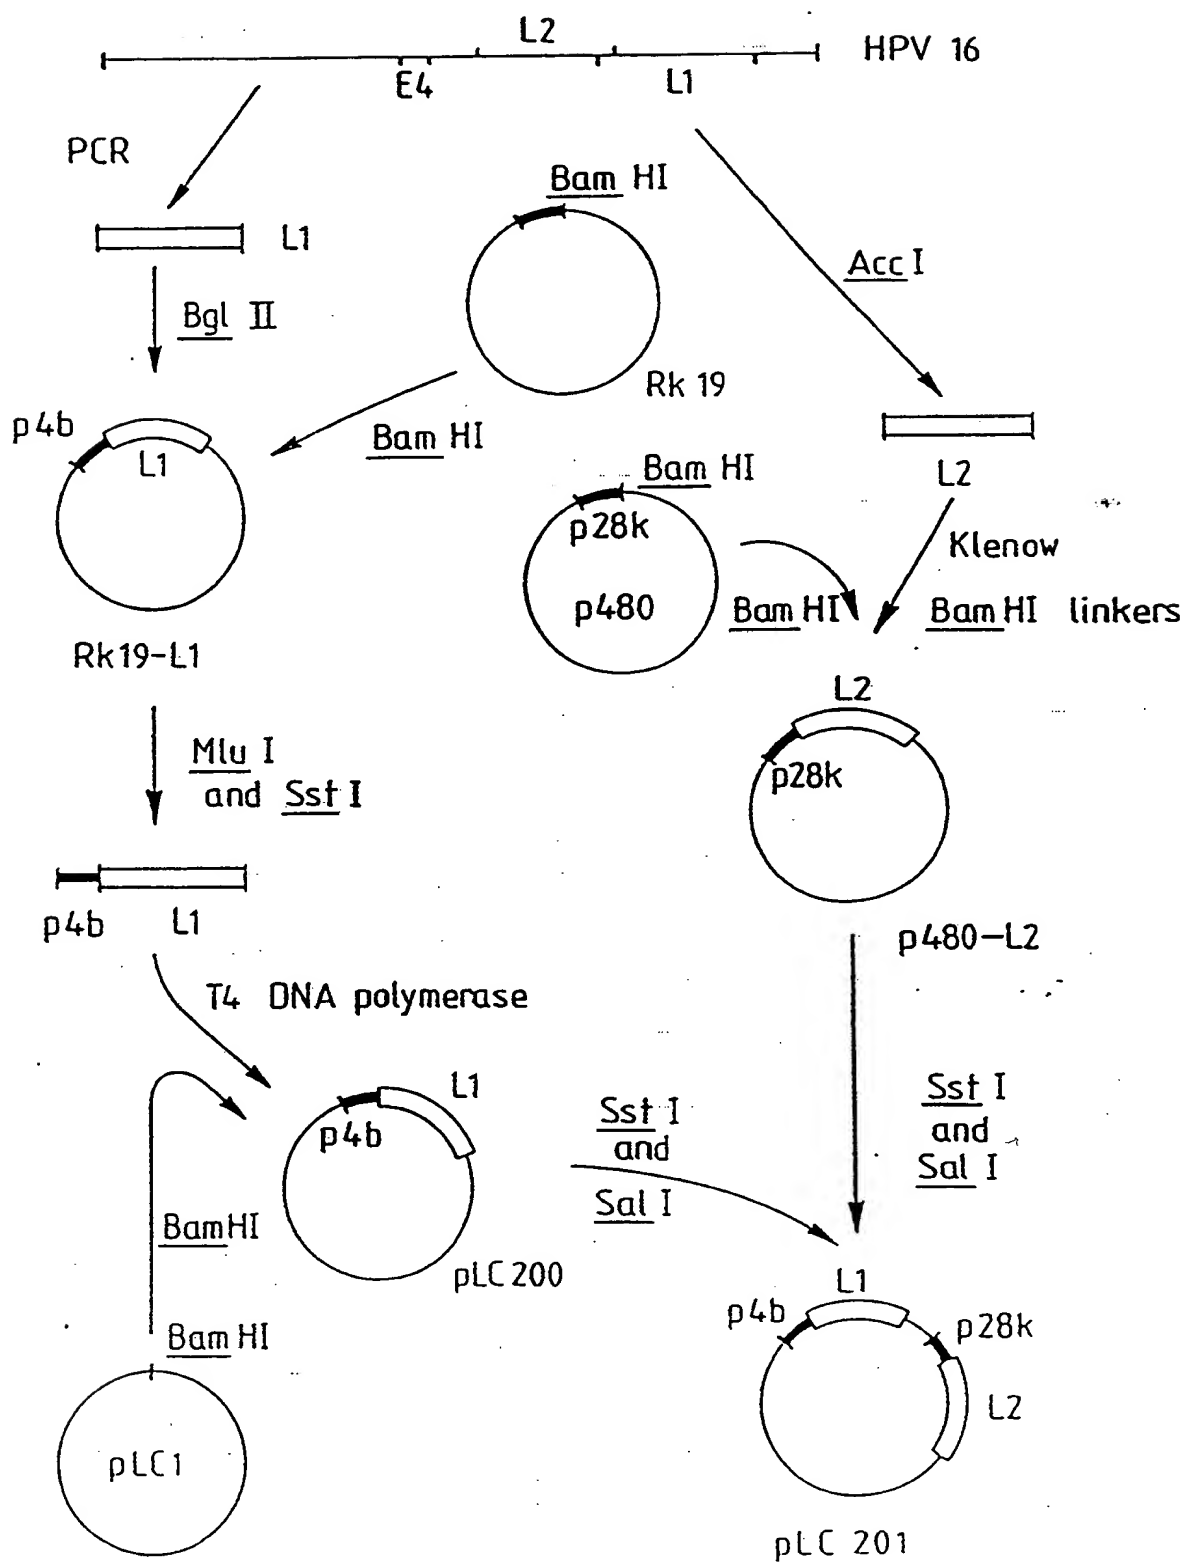 L2
HPV 16
E4
L1
PCR
Bam HI
L1
Acc I
Bgl II
Rk 19
p4b
L1
Bam HI
Bam HI
L2
p28k
Klenow
p480
Bam HI
Bam HI linkers
Rk19-L1
L2
Mlu I
and Sst I
p28k
p4b
L1
p480-L2
T4 DNA polymerase
L1
p4b
Sst I
and
Sal I
Sst I
and
Sal I
BamHI
pLC 200
L1
p4b
p28k
Bam HI
L2
pLC1
pLC 201